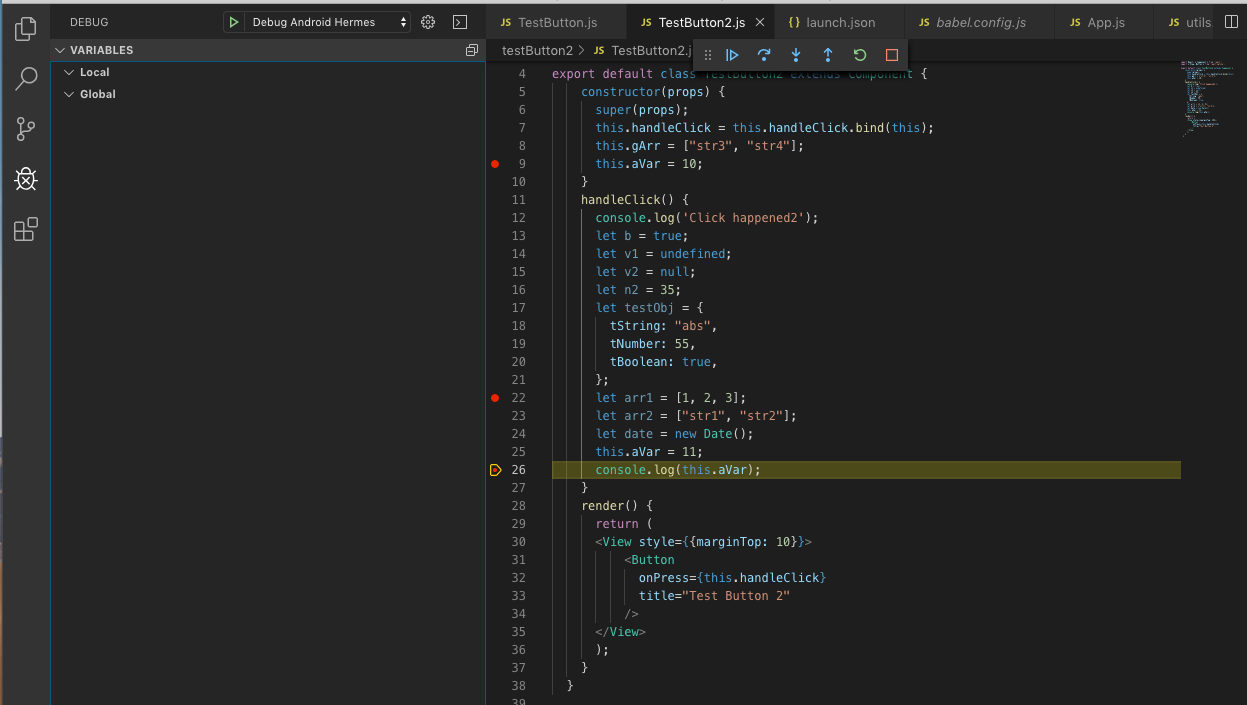 DEBUG Debug Android Hermes JS TestButton.js JS TestButton2.js {} launch.json JS babel.config.js JS App.js JS utils
VARIABLES testButton2 > JS TestButton2.j
Local
Global
4 export default class TestButton2 extends Component {
5 constructor(props) {
6 super(props);
7 this.handleClick = this.handleClick.bind(this);
8 this.gArr = ["str3", "str4"];
9 this.aVar = 10;
10 }
11 handleClick() {
12 console.log('Click happened2');
13 let b = true;
14 let v1 = undefined;
15 let v2 = null;
16 let n2 = 35;
17 let testObj = {
18 tString: "abs",
19 tNumber: 55,
20 tBoolean: true,
21 };
22 let arr1 = [1, 2, 3];
23 let arr2 = ["str1", "str2"];
24 let date = new Date();
25 this.aVar = 11;
26 console.log(this.aVar);
27 }
28 render() {
29 return (
30 <View style={{marginTop: 10}}>
31 <Button
32 onPress={this.handleClick}
33 title="Test Button 2"
34 />
35 </View>
36 );
37 }
38 }
39